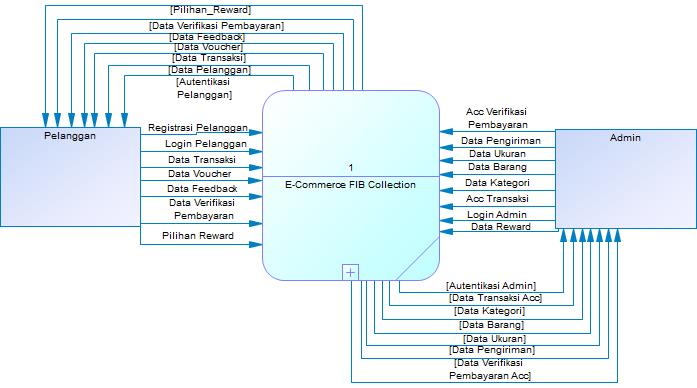 [Pilihan_Reward]
[Data Verifikasi Pembayaran]
[Data Feedback]
[Data Voucher]
[Data Transaksi]
[Data Pelanggan]
[Autentikasi
Pelanggan]
Pelanggan
Registrasi Pelanggan
Login Pelanggan
Data Transaksi
Data Voucher
Data Feedback
Data Verifikasi
Pembayaran
Pilihan Reward
1
E-Commerce FIB Collection
Acc Verifikasi
Pembayaran
Data Pengiriman
Data Ukuran
Data Barang
Data Kategori
Acc Transaksi
Login Admin
Data Reward
Admin
[Autentikasi Admin]
[Data Transaksi Acc]
[Data Kategori]
[Data Barang]
[Data Ukuran]
[Data Pengiriman]
[Data Verifikasi
Pembayaran Acc]